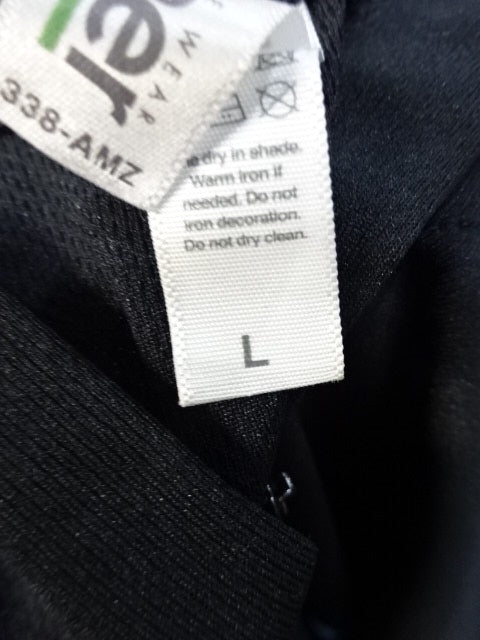 er
WEAR
338-AMZ
dry in shade.
Warm iron if
needed. Do not
iron decoration.
Do not dry clean.
L